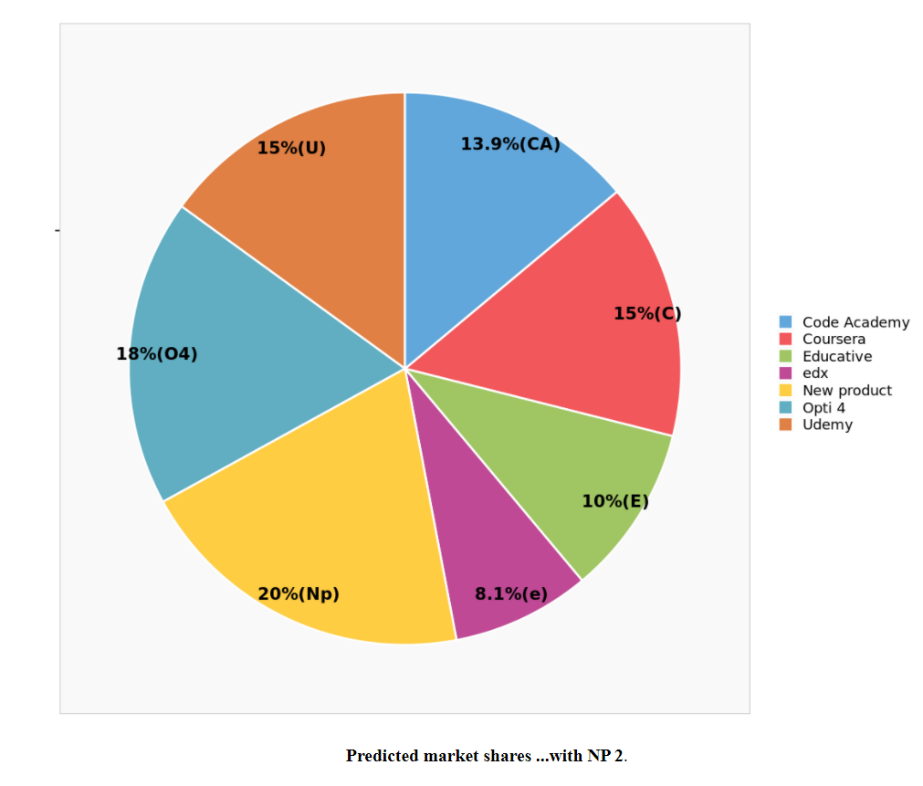 15%(U)
13.9%(CA)
15%(C)
18%(O4)
10%(E)
20%(Np)
8.1%(e)
Code Academy
Coursera
Educative
edx
New product
Opti 4
Udemy
Predicted market shares ...with NP 2.